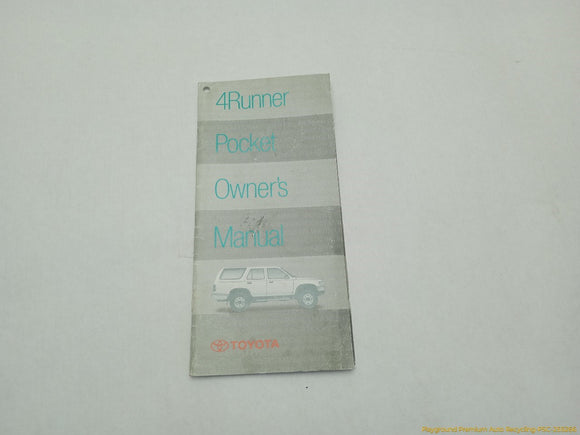 4Runner
Pocket
Owner's
Manual
TOYOTA